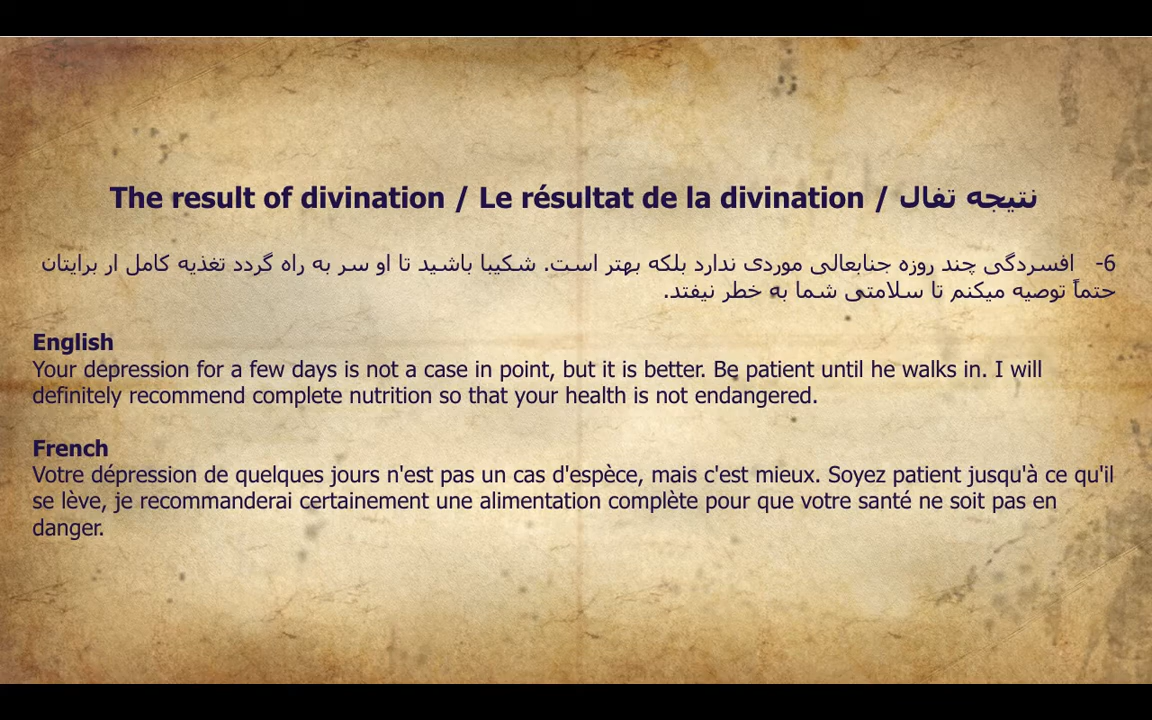 The result of divination / Le résultat de la divination / نتیجه تفال
6- افسردگی چند روزه جنابعالی موردی ندارد بلکه بهتر است. شکیبا باشید تا او سر به راه گردد تغذیه کامل ار برایتان
حتماً توصیه میکنم تا سلامتی شما به خطر نیفتد.
English
Your depression for a few days is not a case in point, but it is better. Be patient until he walks in. I will
definitely recommend complete nutrition so that your health is not endangered.
French
Votre dépression de quelques jours n'est pas un cas d'espèce, mais c'est mieux. Soyez patient jusqu'à ce qu'il
se lève, je recommanderai certainement une alimentation complète pour que votre santé ne soit pas en
danger.